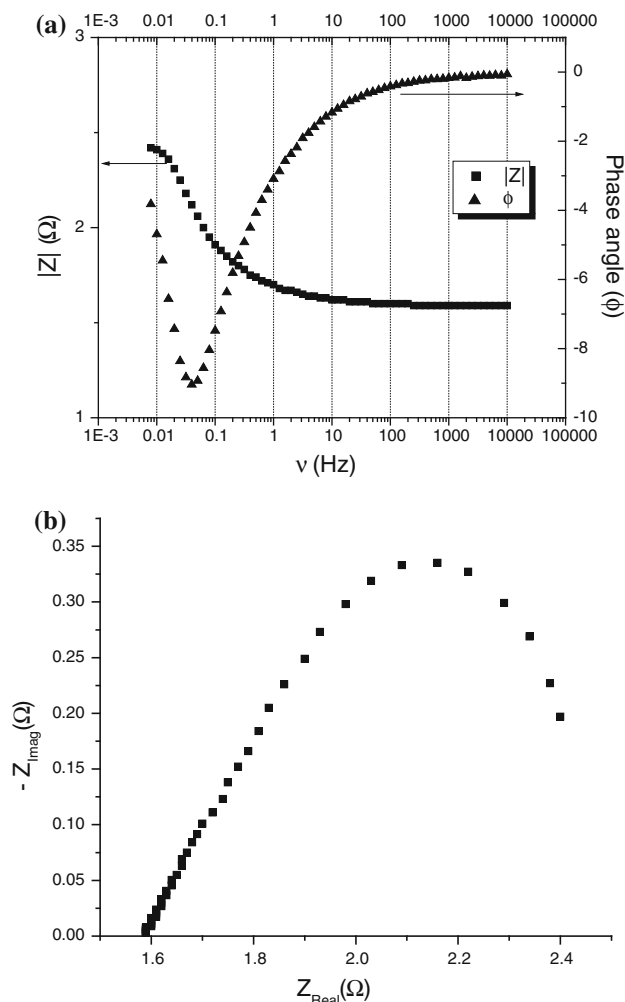 (a)
1E-3 0.01 0.1 1 10 100 1000 10000 100000
3
2
1
|Z| (Ω)
0
-2
-4
-6
-8
-10
Phase angle (ϕ)
|Z|
ϕ
1E-3 0.01 0.1 1 10 100 1000 10000 100000
ν (Hz)
(b)
0.35
0.30
0.25
0.20
0.15
0.10
0.05
0.00
- Z_Imag(Ω)
1.6 1.8 2.0 2.2 2.4
Z_Real(Ω)